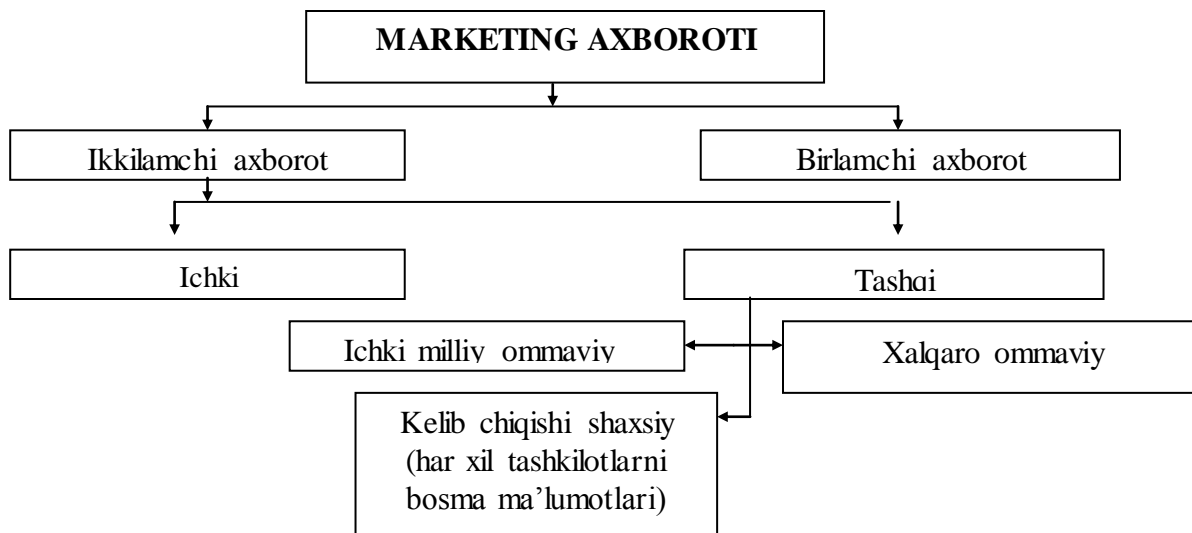 MARKETING AXBOROTI
Ikkilamchi axborot
Birlamchi axborot
Ichki
Tashqi
Ichki milliy ommaviy
Xalqaro ommaviy
Kelib chiqishi shaxsiy
(har xil tashkilotlarni
bosma ma’lumotlari)